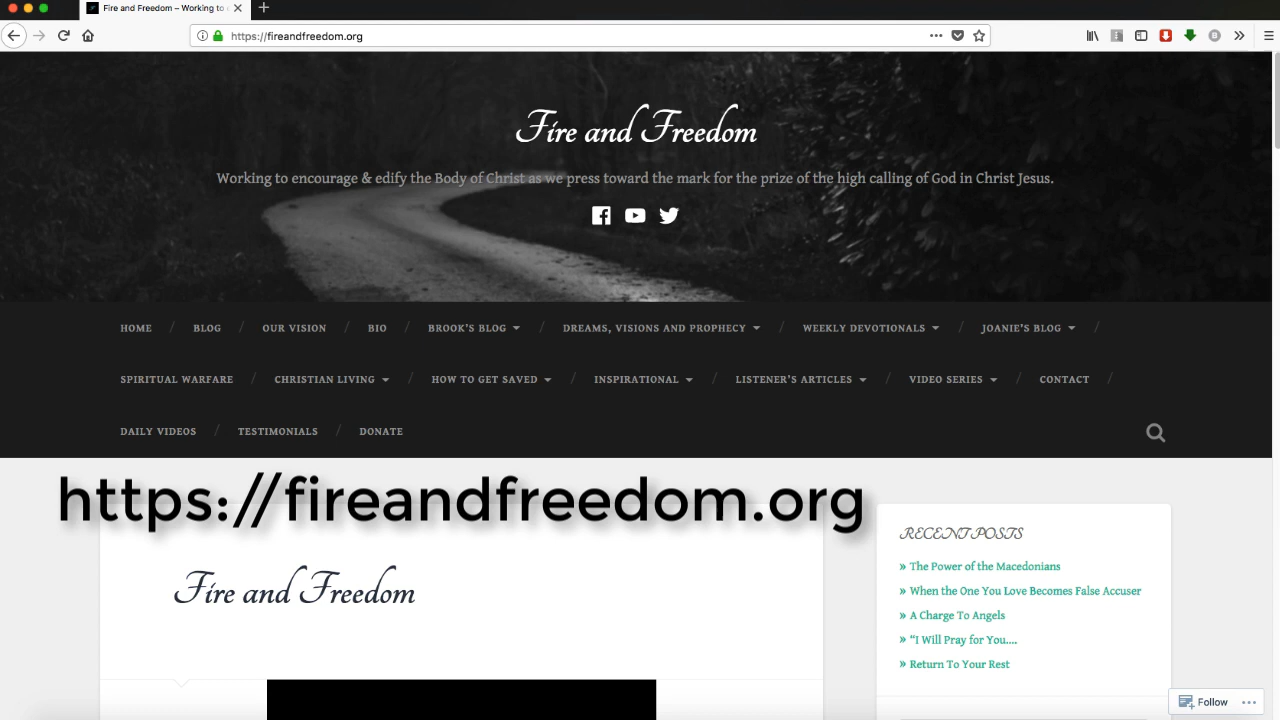 Fire and Freedom – Working to
https://fireandfreedom.org
Fire and Freedom
Working to encourage & edify the Body of Christ as we press toward the mark for the prize of the high calling of God in Christ Jesus.
HOME / BLOG / OUR VISION / BIO / BROOK'S BLOG / DREAMS, VISIONS AND PROPHECY / WEEKLY DEVOTIONALS / JOANIE'S BLOG /
SPIRITUAL WARFARE / CHRISTIAN LIVING / HOW TO GET SAVED / INSPIRATIONAL / LISTENER'S ARTICLES / VIDEO SERIES / CONTACT /
DAILY VIDEOS / TESTIMONIALS / DONATE
https://fireandfreedom.org
Fire and Freedom
RECENT POSTS
» The Power of the Macedonians
» When the One You Love Becomes False Accuser
» A Charge To Angels
» “I Will Pray for You....
» Return To Your Rest
Follow